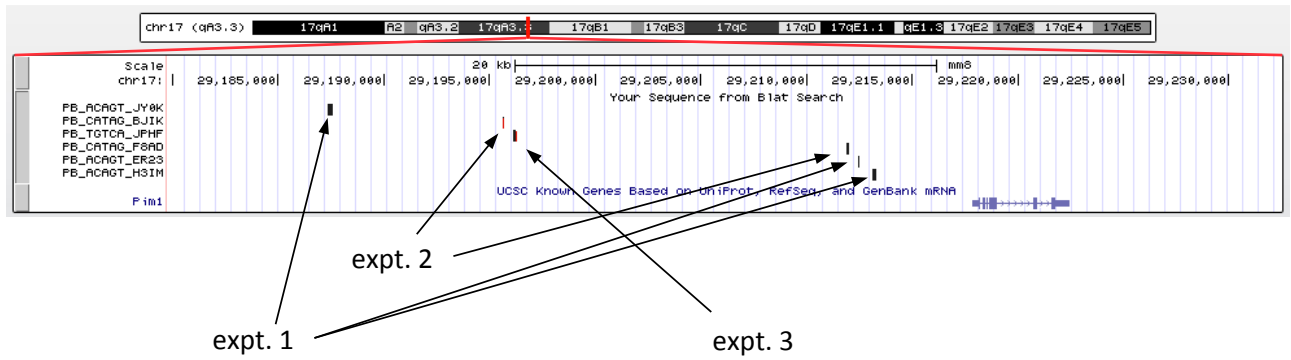 chr17 (qA3.3) 17qA1 A2 qA3.2 17qA3.3 17qB1 17qB3 17qC 17qD 17qE1.1 qE1.3 17qE2 17qE3 17qE4 17qE5
Scale 20 kb mm8
chr17: 29,185,000 29,190,000 29,195,000 29,200,000 29,205,000 29,210,000 29,215,000 29,220,000 29,225,000 29,230,000
Your Sequence from Blat Search
PB_ACAGT_JY0K
PB_CATAG_BJIK
PB_TGTCA_JPHF
PB_CATAG_F8AD
PB_ACAGT_ER23
PB_ACAGT_H3IM
UCSC Known Genes Based on UniProt, RefSeq, and GenBank mRNA
Pim1
expt. 2
expt. 1
expt. 3